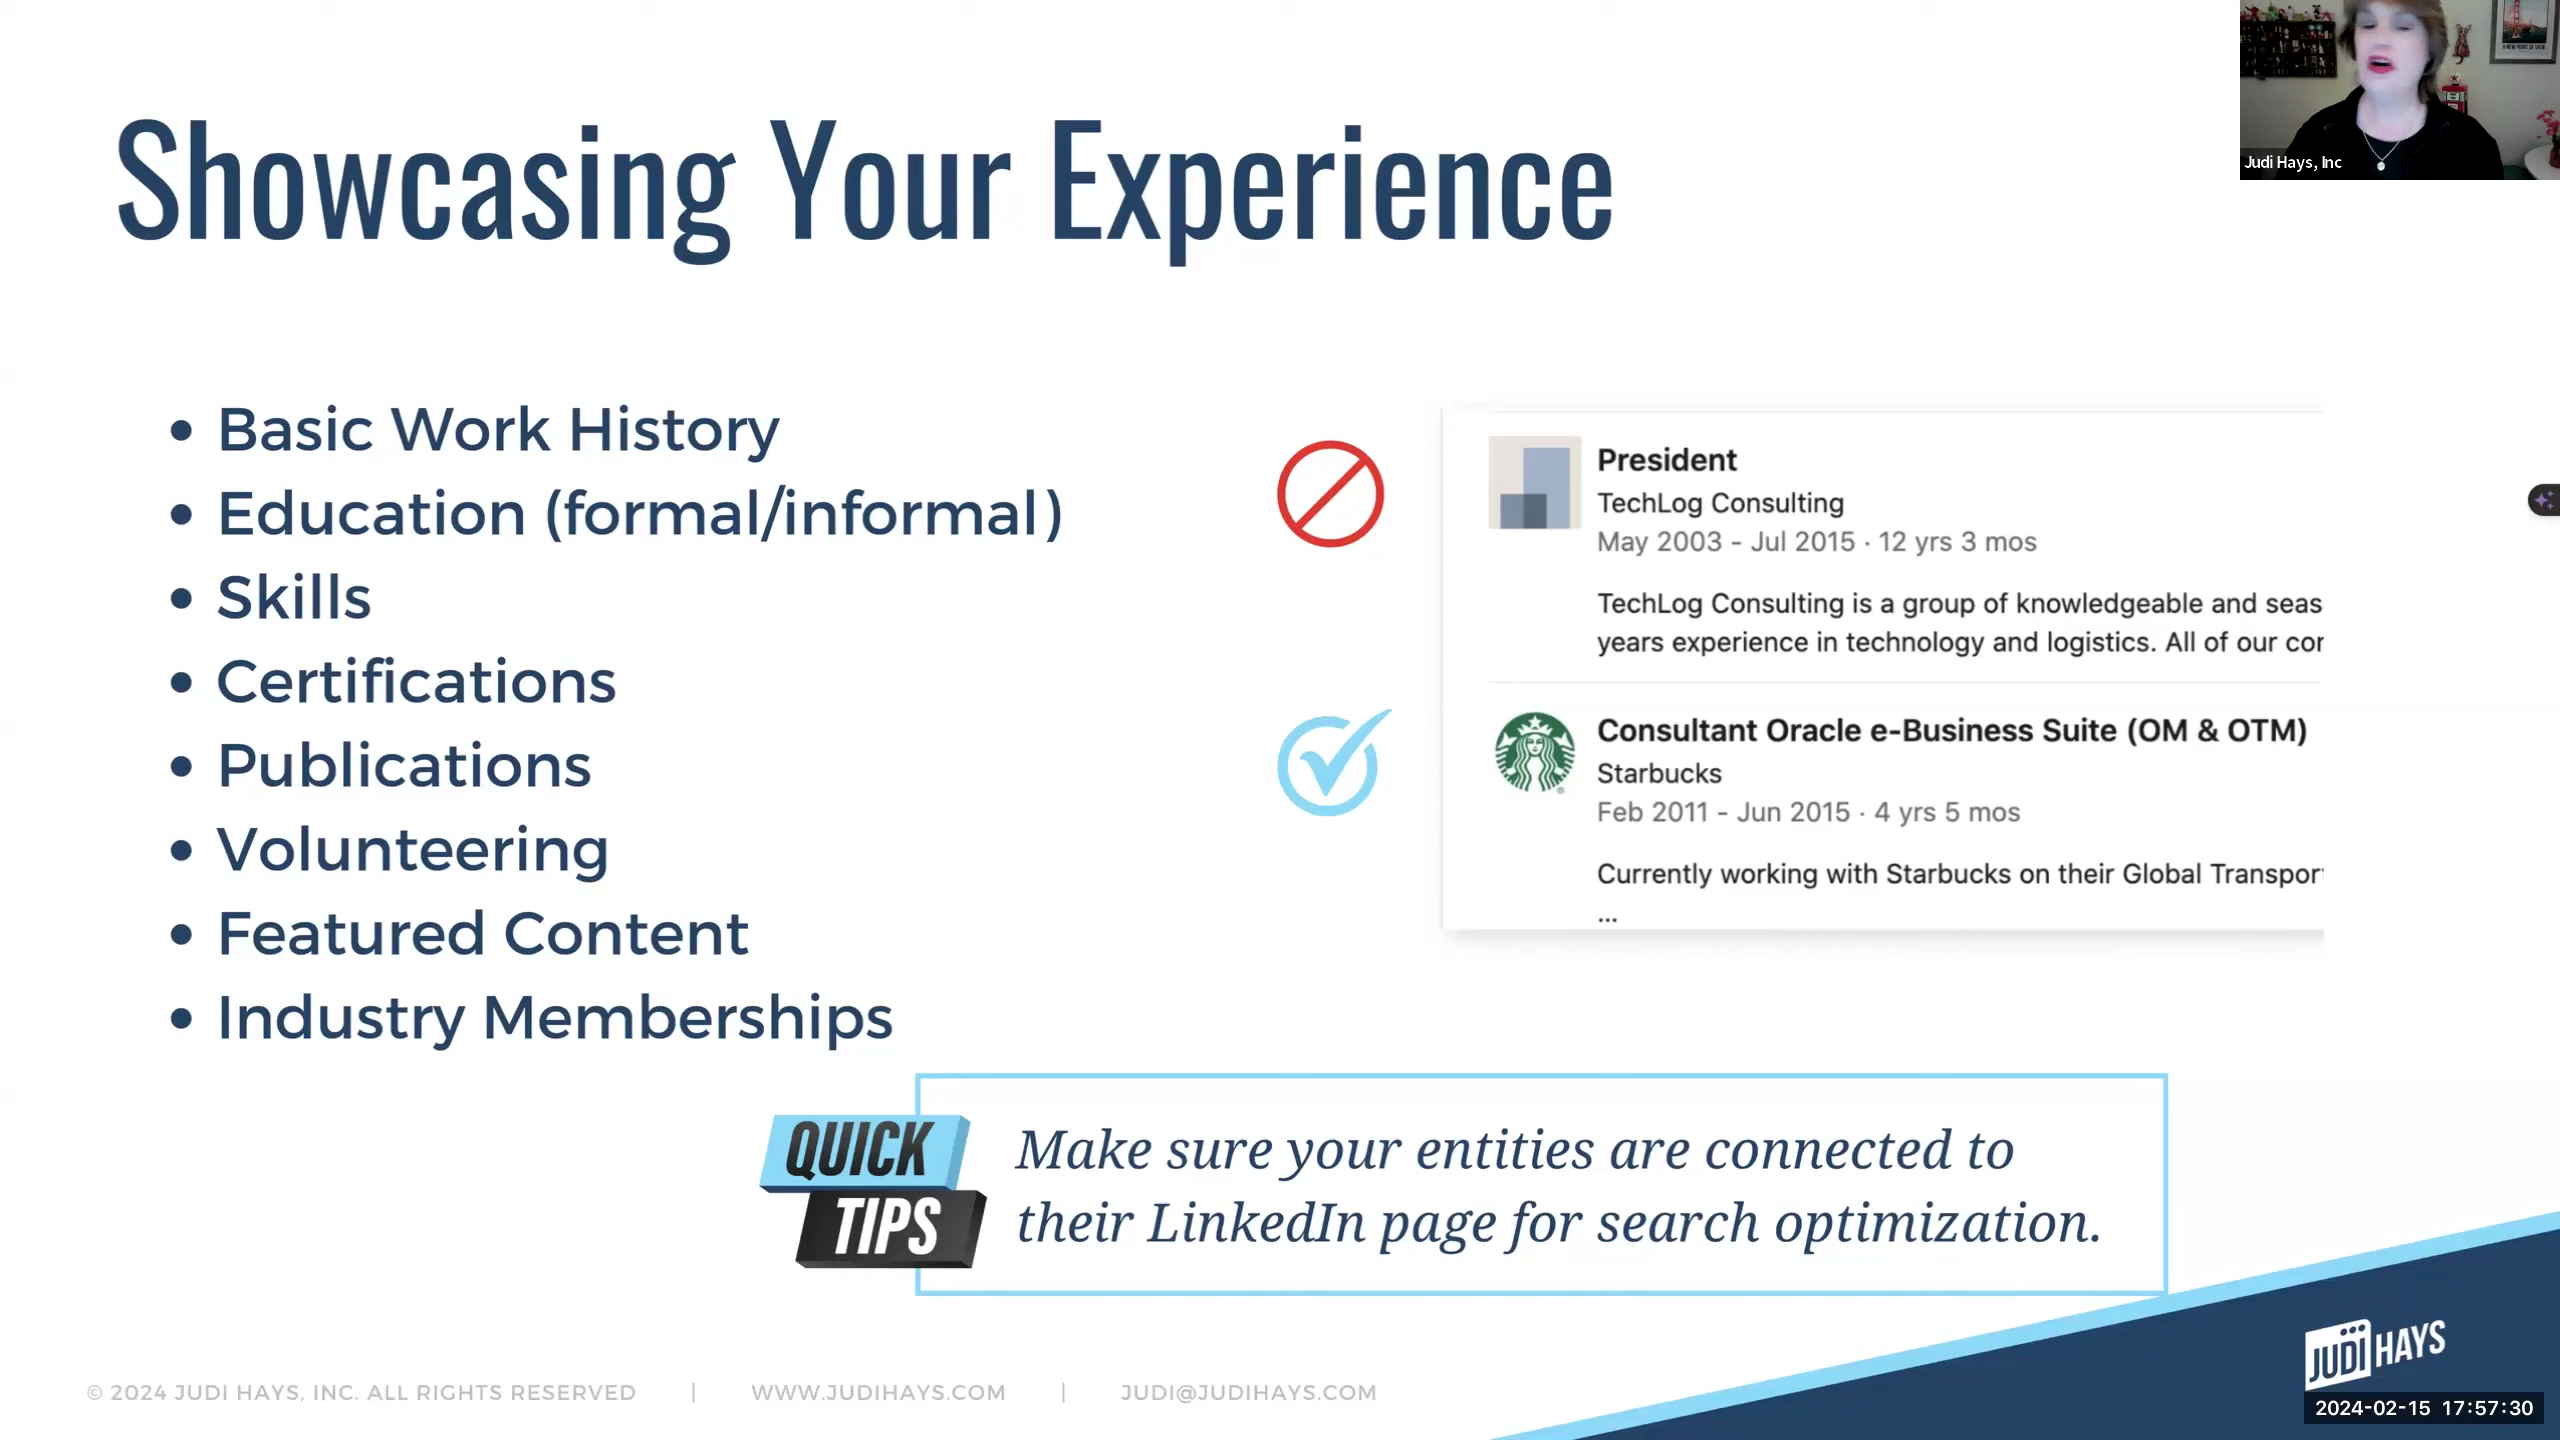 Showcasing Your Experience
Judi Hays, Inc
A NEW POINT OF VIEW
• Basic Work History
• Education (formal/informal)
• Skills
• Certifications
• Publications
• Volunteering
• Featured Content
• Industry Memberships
President
TechLog Consulting
May 2003 - Jul 2015 · 12 yrs 3 mos
TechLog Consulting is a group of knowledgeable and seas
years experience in technology and logistics. All of our cor
Consultant Oracle e-Business Suite (OM & OTM)
Starbucks
Feb 2011 - Jun 2015 · 4 yrs 5 mos
Currently working with Starbucks on their Global Transpor
...
QUICK
TIPS
Make sure your entities are connected to
their LinkedIn page for search optimization.
© 2024 JUDI HAYS, INC. ALL RIGHTS RESERVED | WWW.JUDIHAYS.COM | JUDI@JUDIHAYS.COM
JUDI HAYS
2024-02-15 17:57:30